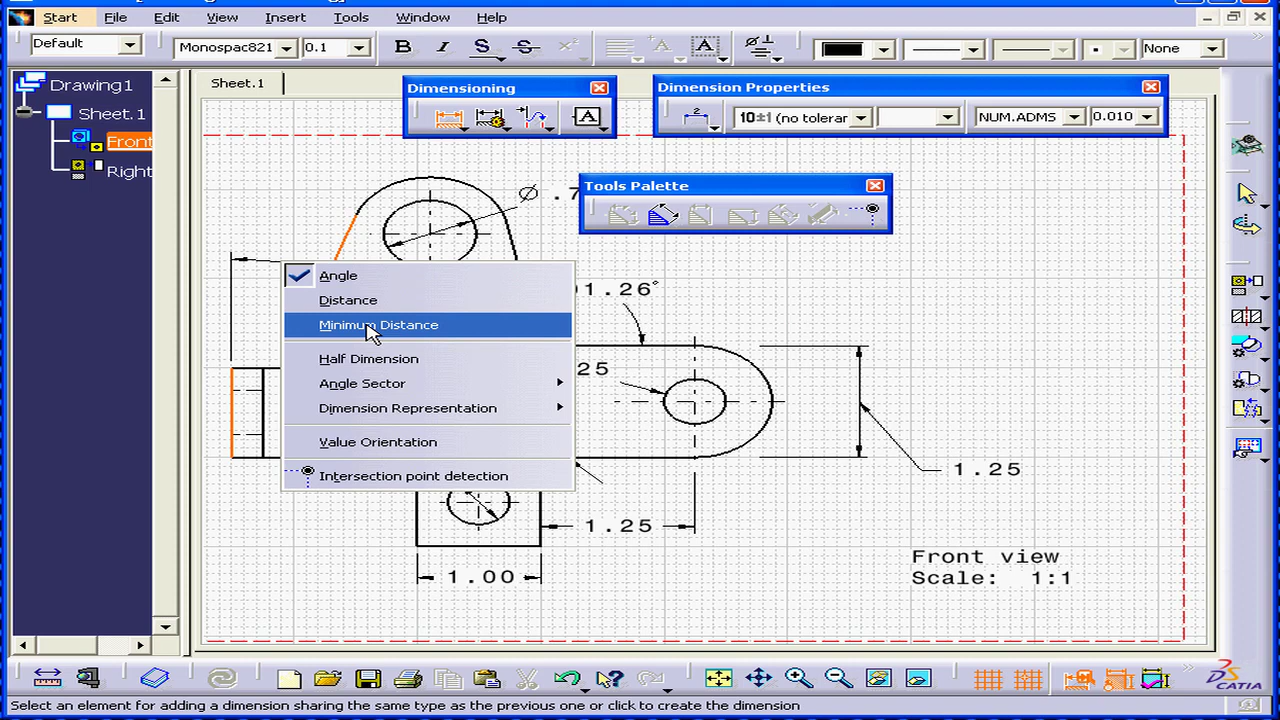 Start File Edit View Insert Tools Window Help
Default Monospac821 0.1 B I S S None
Sheet.1
Drawing1
Sheet.1
Front
Right
Dimensioning
A
Dimension Properties
10±1 (no tolerar NUM.ADMS 0.010
Tools Palette
Ø .7
Angle
Distance
Minimum Distance
Half Dimension
Angle Sector
Dimension Representation
Value Orientation
Intersection point detection
1.26°
25
1.25
1.25
1.00
Front view
Scale: 1:1
CATIA
Select an element for adding a dimension sharing the same type as the previous one or click to create the dimension